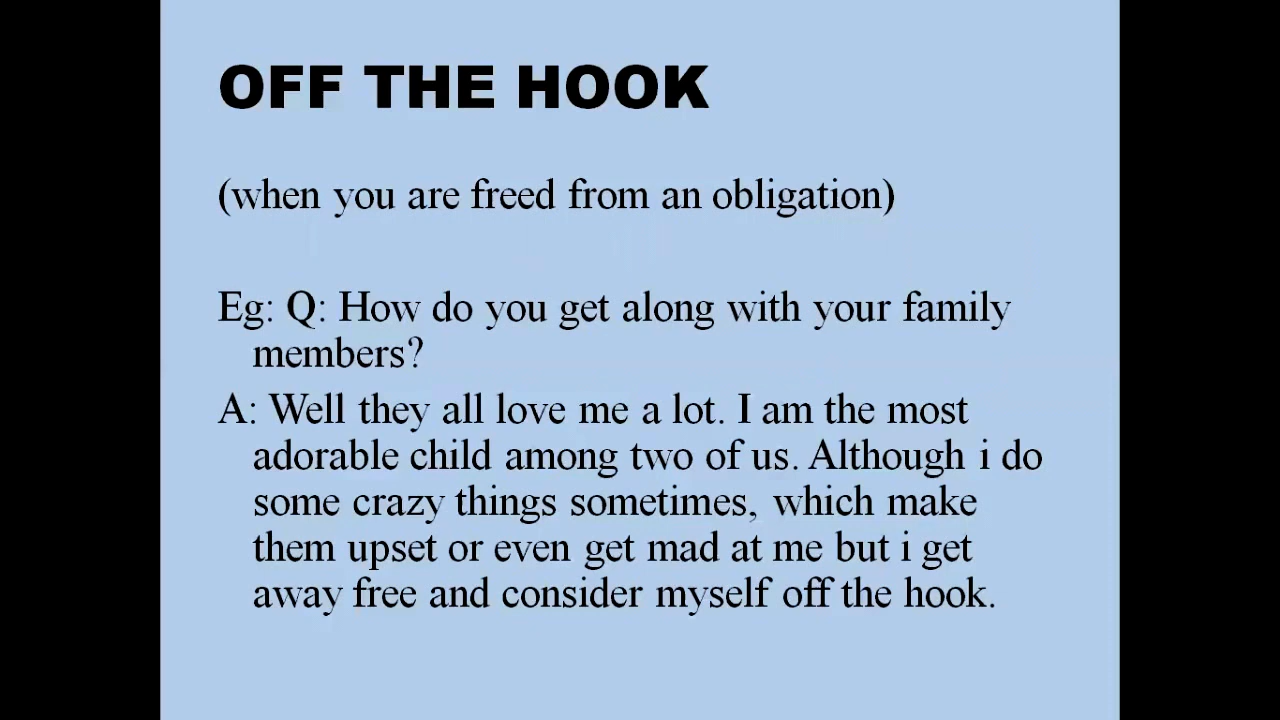 OFF THE HOOK
(when you are freed from an obligation)
Eg: Q: How do you get along with your family
members?
A: Well they all love me a lot. I am the most
adorable child among two of us. Although i do
some crazy things sometimes, which make
them upset or even get mad at me but i get
away free and consider myself off the hook.